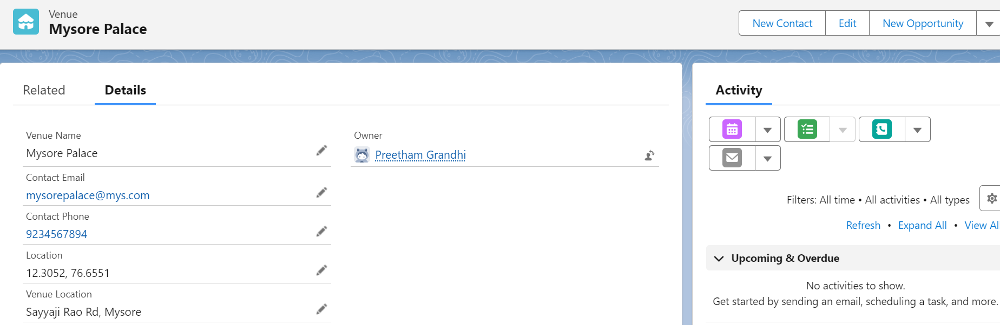 Venue
Mysore Palace
New Contact
Edit
New Opportunity
Related
Details
Venue Name
Mysore Palace
Contact Email
mysorepalace@mys.com
Contact Phone
9234567894
Location
12.3052, 76.6551
Venue Location
Sayyaji Rao Rd, Mysore
Owner
Preetham Grandhi
Activity
Filters: All time • All activities • All types
Refresh • Expand All • View Al
Upcoming & Overdue
No activities to show.
Get started by sending an email, scheduling a task, and more.